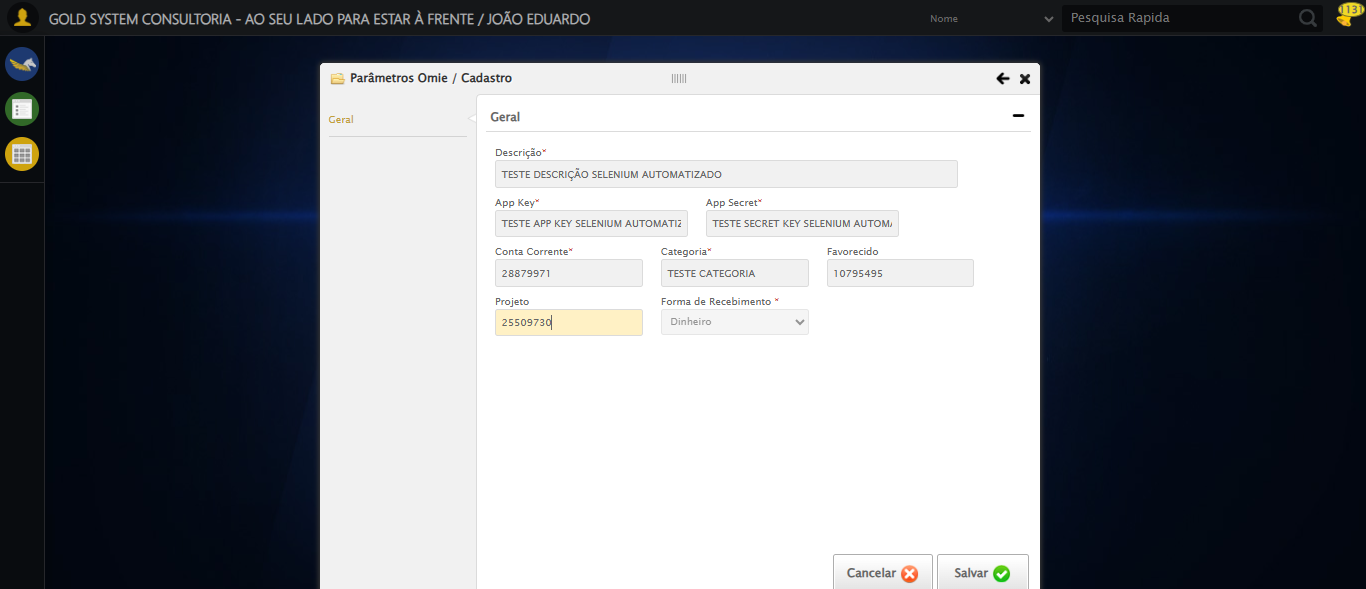 GOLD SYSTEM CONSULTORIA - AO SEU LADO PARA ESTAR À FRENTE / JOÃO EDUARDO
Nome
Pesquisa Rapida
113
Parâmetros Omie / Cadastro
Geral
Geral
Descrição*
TESTE DESCRIÇÃO SELENIUM AUTOMATIZADO
App Key* App Secret*
TESTE APP KEY SELENIUM AUTOMATIZ TESTE SECRET KEY SELENIUM AUTOMA
Conta Corrente* Categoria* Favorecido
28879971 TESTE CATEGORIA 10795495
Projeto Forma de Recebimento *
25509730 Dinheiro
Cancelar Salvar